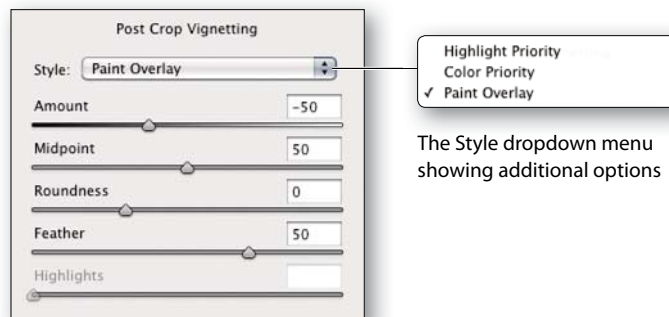 Post Crop Vignetting
Style: Paint Overlay
Amount -50
Midpoint 50
Roundness 0
Feather 50
Highlights
Highlight Priority
Color Priority
✓ Paint Overlay
The Style dropdown menu
showing additional options